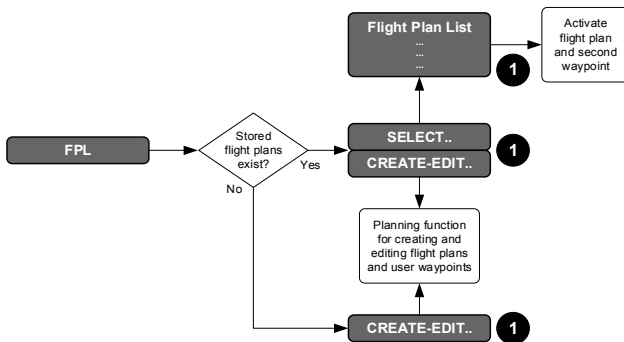 Flight Plan List
...
...
...
1
Activate
flight plan
and second
waypoint
FPL
Stored
flight plans
exist?
Yes
No
SELECT..
CREATE-EDIT..
1
Planning function
for creating and
editing flight plans
and user waypoints
CREATE-EDIT..
1